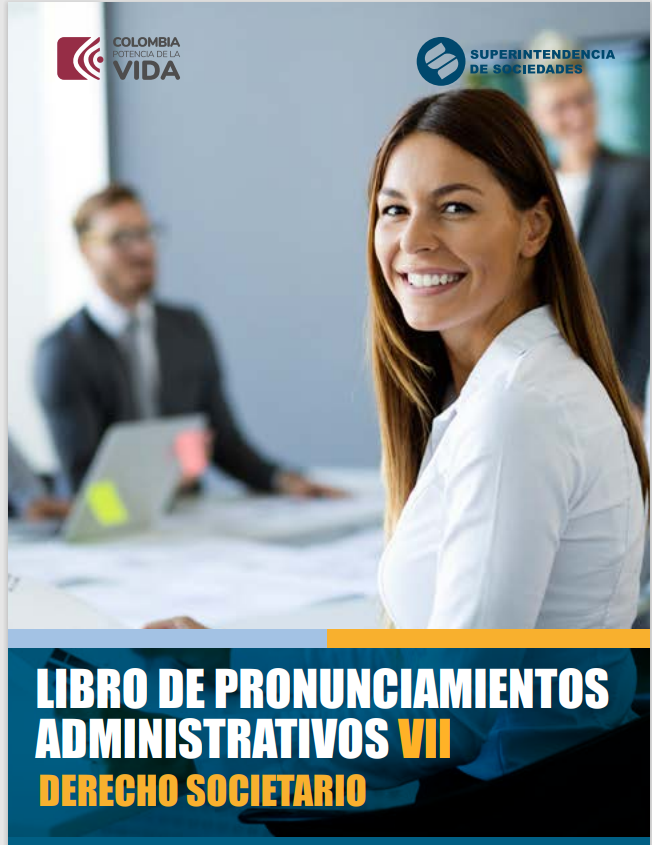 COLOMBIA
POTENCIA DE LA
VIDA
SUPERINTENDENCIA
DE SOCIEDADES
LIBRO DE PRONUNCIAMIENTOS
ADMINISTRATIVOS VII
DERECHO SOCIETARIO